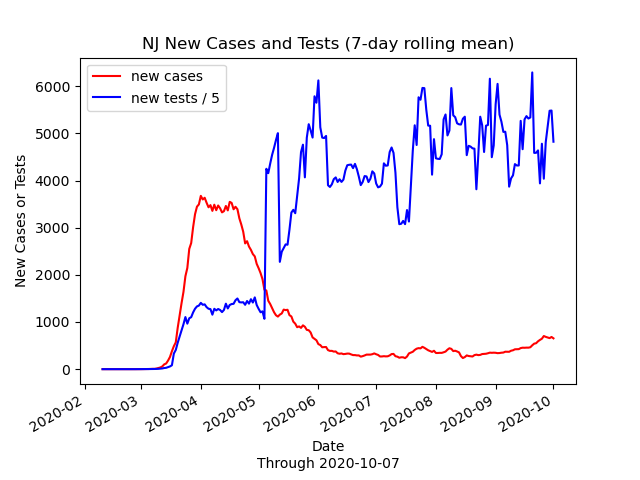 NJ New Cases and Tests (7-day rolling mean)
new cases
new tests / 5
6000
5000
4000
3000
2000
1000
0
New Cases or Tests
2020-02
2020-03
2020-04
2020-05
2020-06
2020-07
2020-08
2020-09
2020-10
Date
Through 2020-10-07